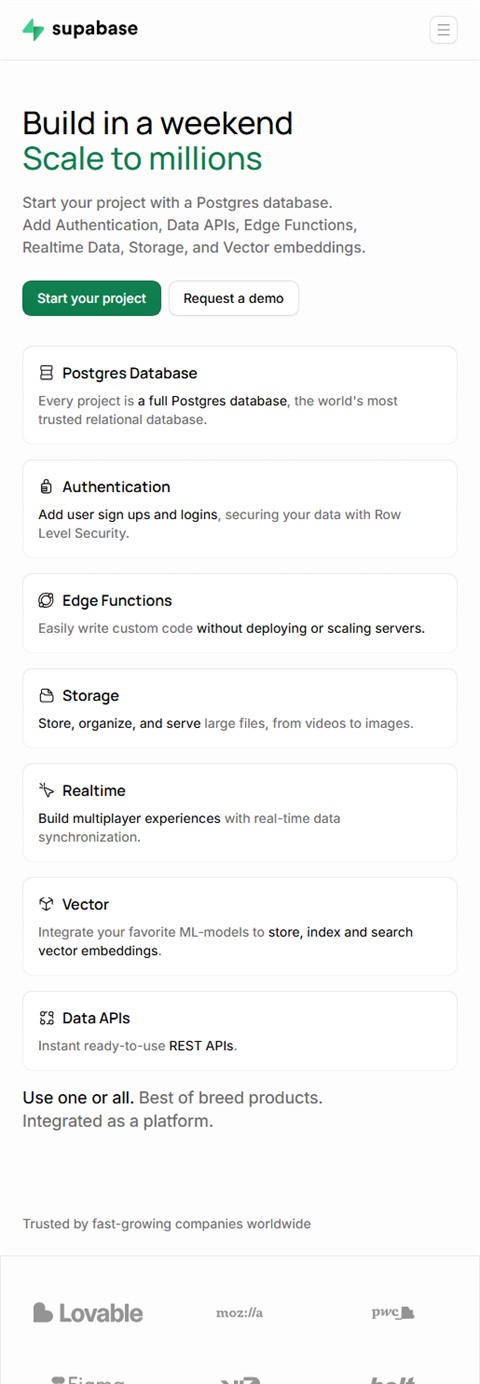 supabase
Build in a weekend
Scale to millions
Start your project with a Postgres database.
Add Authentication, Data APIs, Edge Functions,
Realtime Data, Storage, and Vector embeddings.
Start your project
Request a demo
Postgres Database
Every project is a full Postgres database, the world's most
trusted relational database.
Authentication
Add user sign ups and logins, securing your data with Row
Level Security.
Edge Functions
Easily write custom code without deploying or scaling servers.
Storage
Store, organize, and serve large files, from videos to images.
Realtime
Build multiplayer experiences with real-time data
synchronization.
Vector
Integrate your favorite ML-models to store, index and search
vector embeddings.
Data APIs
Instant ready-to-use REST APIs.
Use one or all. Best of breed products.
Integrated as a platform.
Trusted by fast-growing companies worldwide
Lovable
moz://a
pwc
Figma
bolt